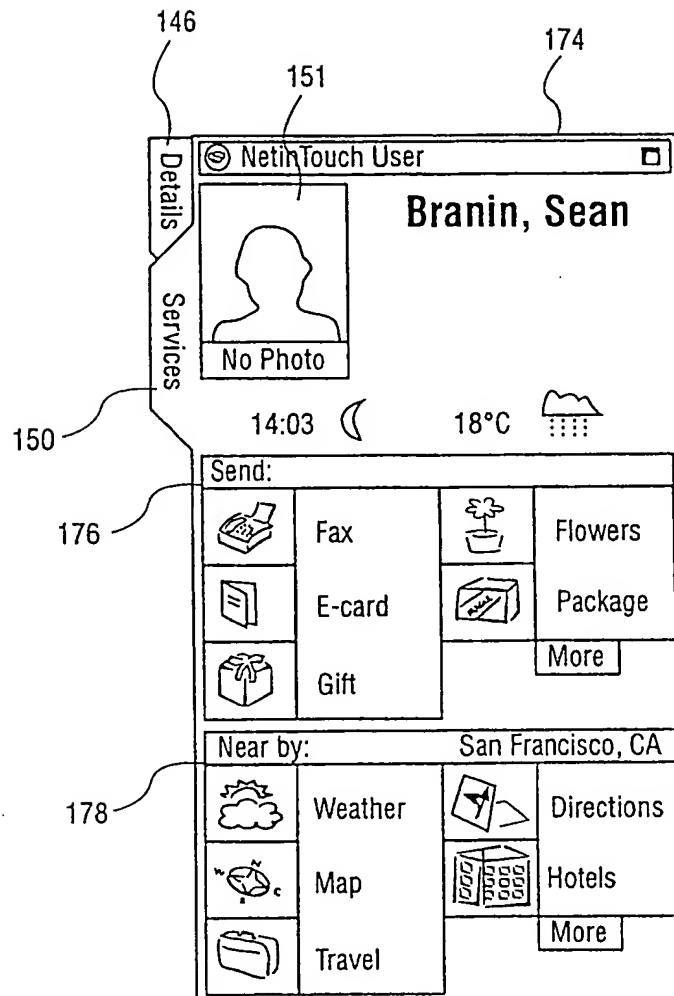 146
174
151
Details
NetinTouch User
Branin, Sean
Services
No Photo
150
14:03
18°C
Send:
176
Fax
Flowers
E-card
Package
Gift
More
Near by:
San Francisco, CA
178
Weather
Directions
Map
Hotels
Travel
More